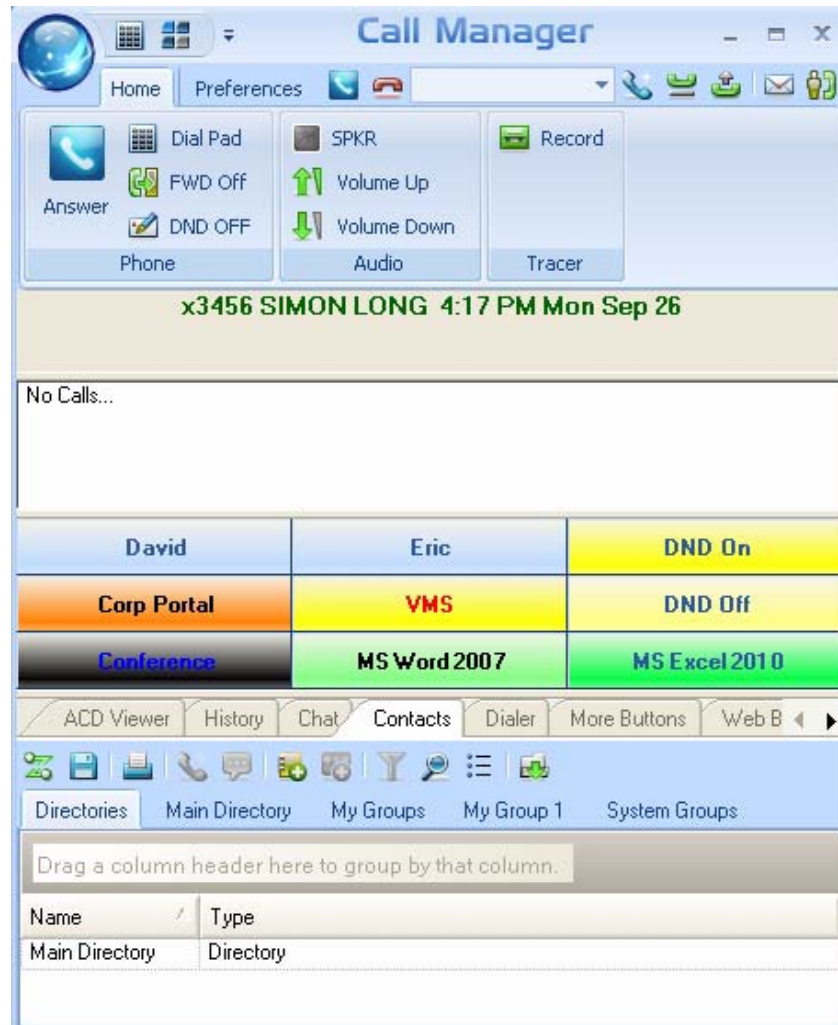 Call Manager
Home Preferences
Answer
Dial Pad
FWD Off
DND OFF
Phone
SPKR
Volume Up
Volume Down
Audio
Record
Tracer
x3456 SIMON LONG 4:17 PM Mon Sep 26
No Calls...
David Eric DND On
Corp Portal VMS DND Off
Conference MS Word 2007 MS Excel 2010
ACD Viewer History Chat Contacts Dialer More Buttons Web B
Directories Main Directory My Groups My Group 1 System Groups
Drag a column header here to group by that column.
Name Type
Main Directory Directory